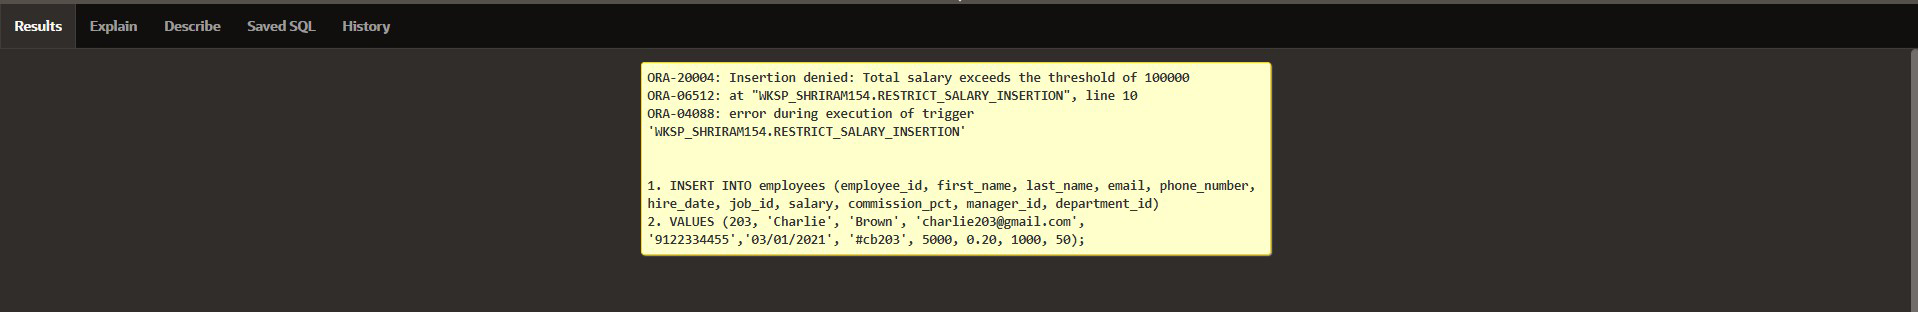 Results Explain Describe Saved SQL History
ORA-20004: Insertion denied: Total salary exceeds the threshold of 100000
ORA-06512: at "WKSP_SHRIRAM154.RESTRICT_SALARY_INSERTION", line 10
ORA-04088: error during execution of trigger
'WKSP_SHRIRAM154.RESTRICT_SALARY_INSERTION'
1. INSERT INTO employees (employee_id, first_name, last_name, email, phone_number,
hire_date, job_id, salary, commission_pct, manager_id, department_id)
2. VALUES (203, 'Charlie', 'Brown', 'charlie203@gmail.com',
'9122334455','03/01/2021', '#cb203', 5000, 0.20, 1000, 50);